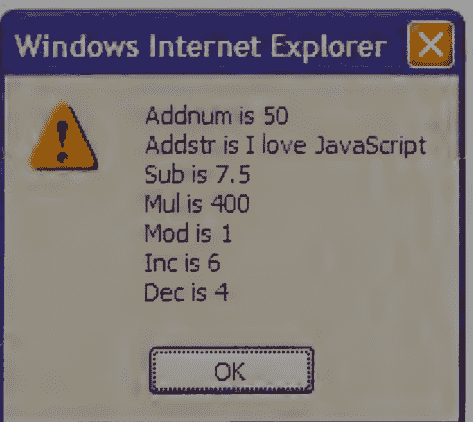 Windows Internet Explorer
Addnum is 50
Addstr is I love JavaScript
Sub is 7.5
Mul is 400
Mod is 1
Inc is 6
Dec is 4
OK